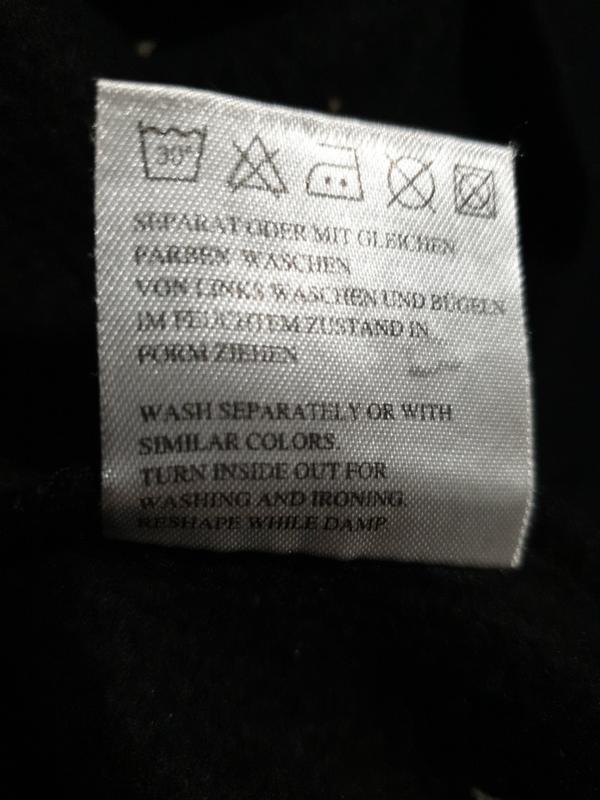 30°
SEPARAT ODER MIT GLEICHEN
FARBEN WASCHEN
VON LINKS WASCHEN UND BÜGELN
IM FEUCHTEM ZUSTAND IN
FORM ZIEHEN
WASH SEPARATELY OR WITH
SIMILAR COLORS.
TURN INSIDE OUT FOR
WASHING AND IRONING.
RESHAPE WHILE DAMP